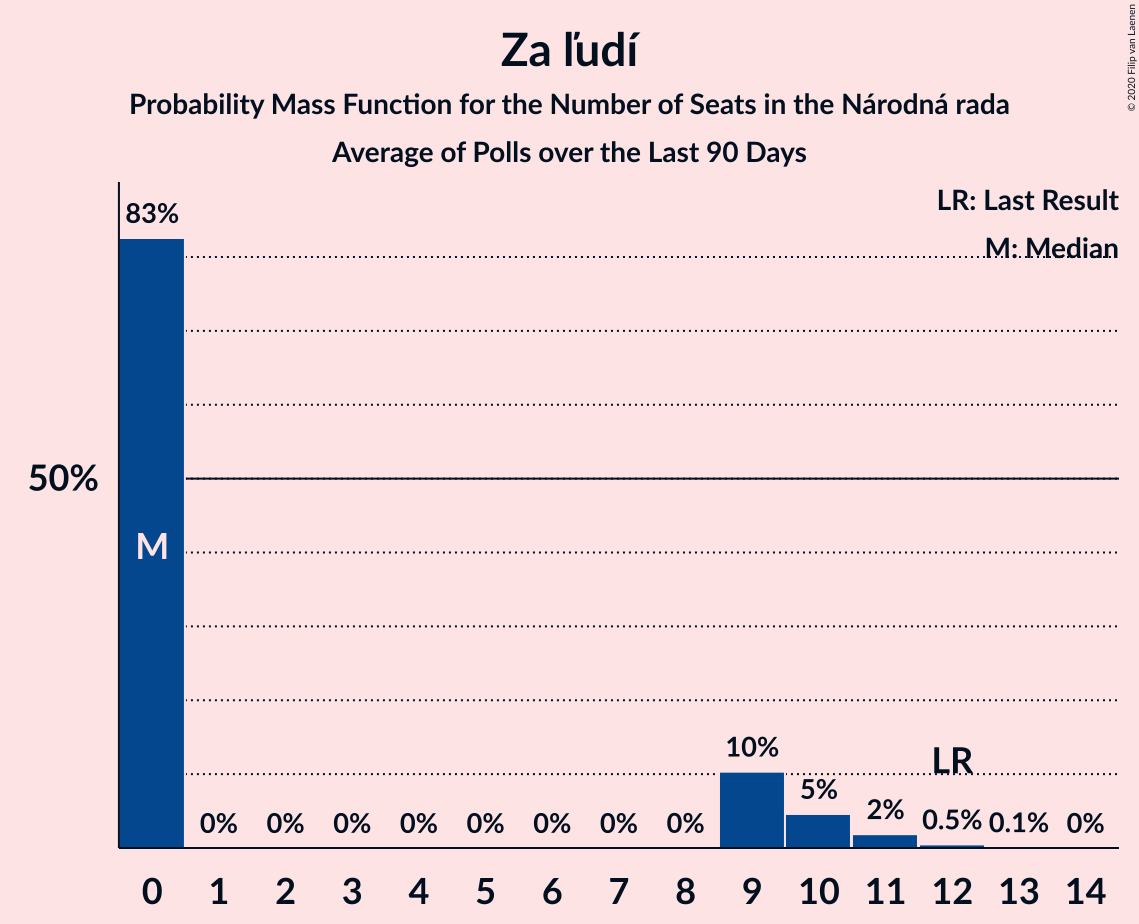 Za ľudí
Probability Mass Function for the Number of Seats in the Národná rada
Average of Polls over the Last 90 Days
© 2020 Filip van Laenen
LR: Last Result
M: Median
83%
50%
M
0% 0% 0% 0% 0% 0% 0% 0% 10% 5% 2% 0.5% 0.1% 0%
LR
0 1 2 3 4 5 6 7 8 9 10 11 12 13 14